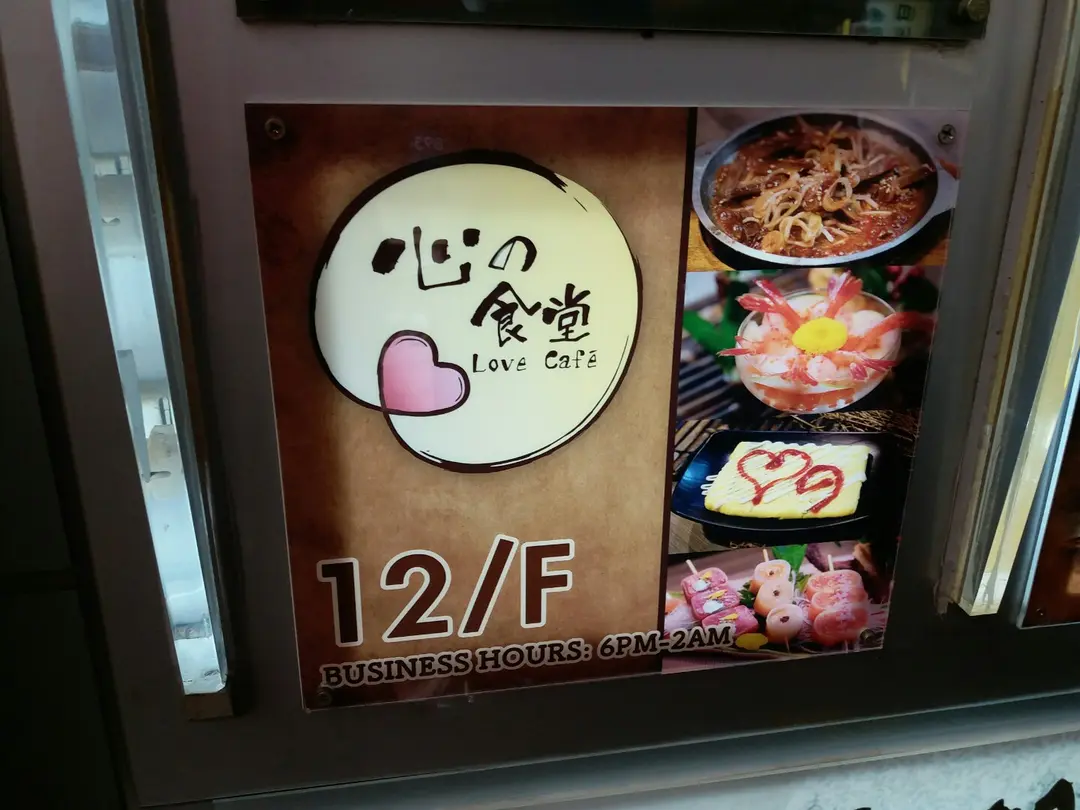 心の
食堂
Love Café
12/F
BUSINESS HOURS: 6PM-2AM